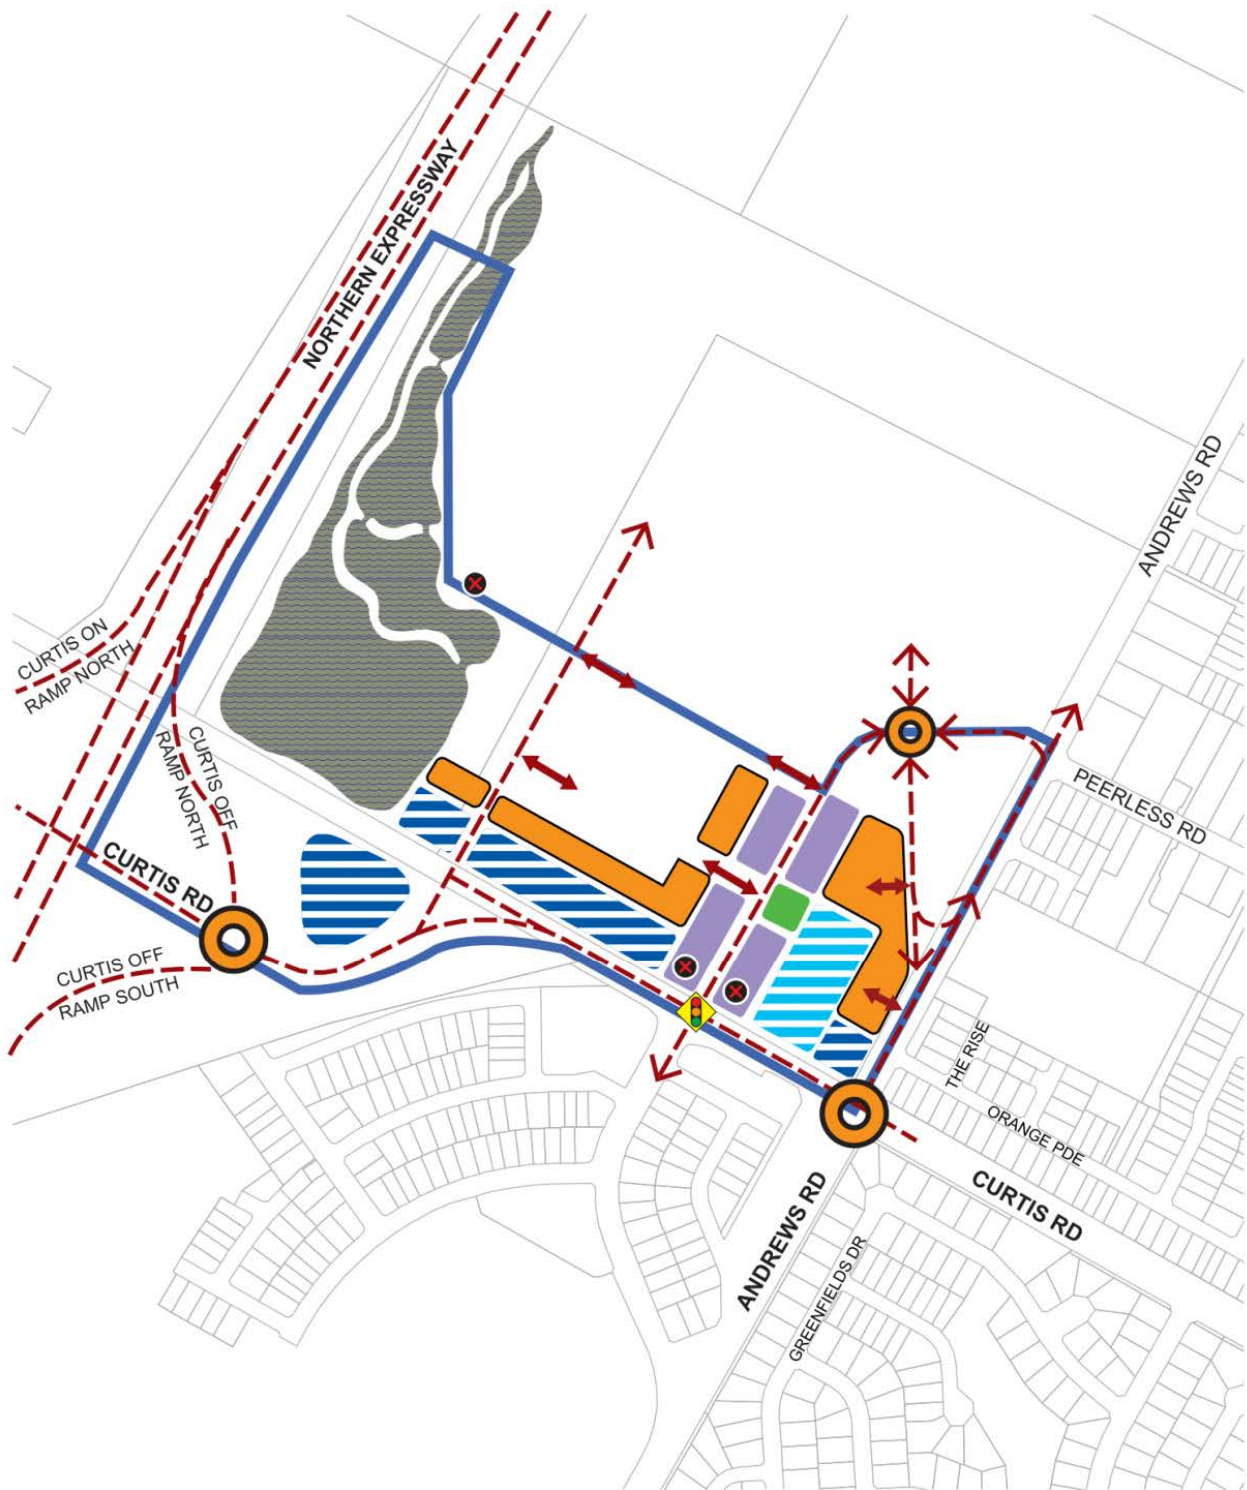 NORTHERN EXPRESSWAY
ANDREWS RD
CURTIS ON
RAMP NORTH
CURTIS OFF
RAMP NORTH
PEERLESS RD
CURTIS RD
CURTIS OFF
RAMP SOUTH
THE RISE
ORANGE PDE
CURTIS RD
ANDREWS RD
GREENFIELDS DR